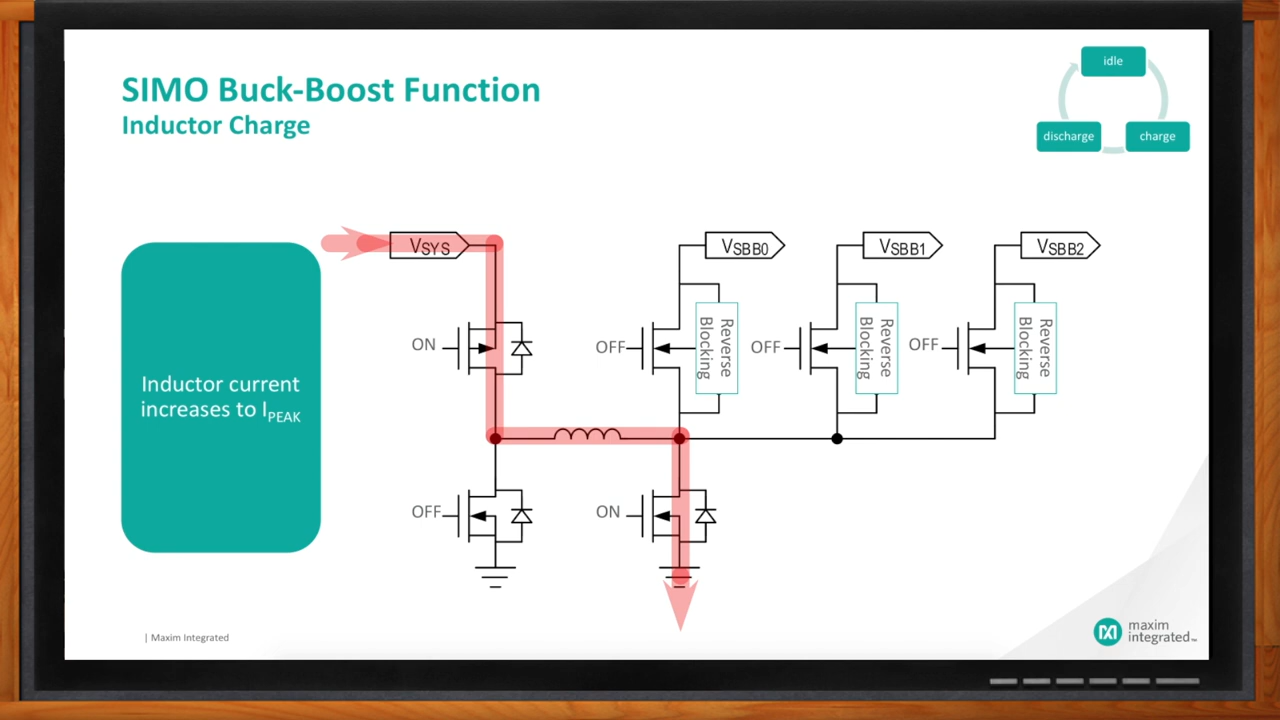 SIMO Buck-Boost Function
Inductor Charge
idle
discharge
charge
Inductor current
increases to IPEAK
VSYS
VSBB0
VSBB1
VSBB2
ON
OFF
Reverse
Blocking
OFF
Reverse
Blocking
OFF
Reverse
Blocking
OFF
ON
| Maxim Integrated
maxim
integrated™